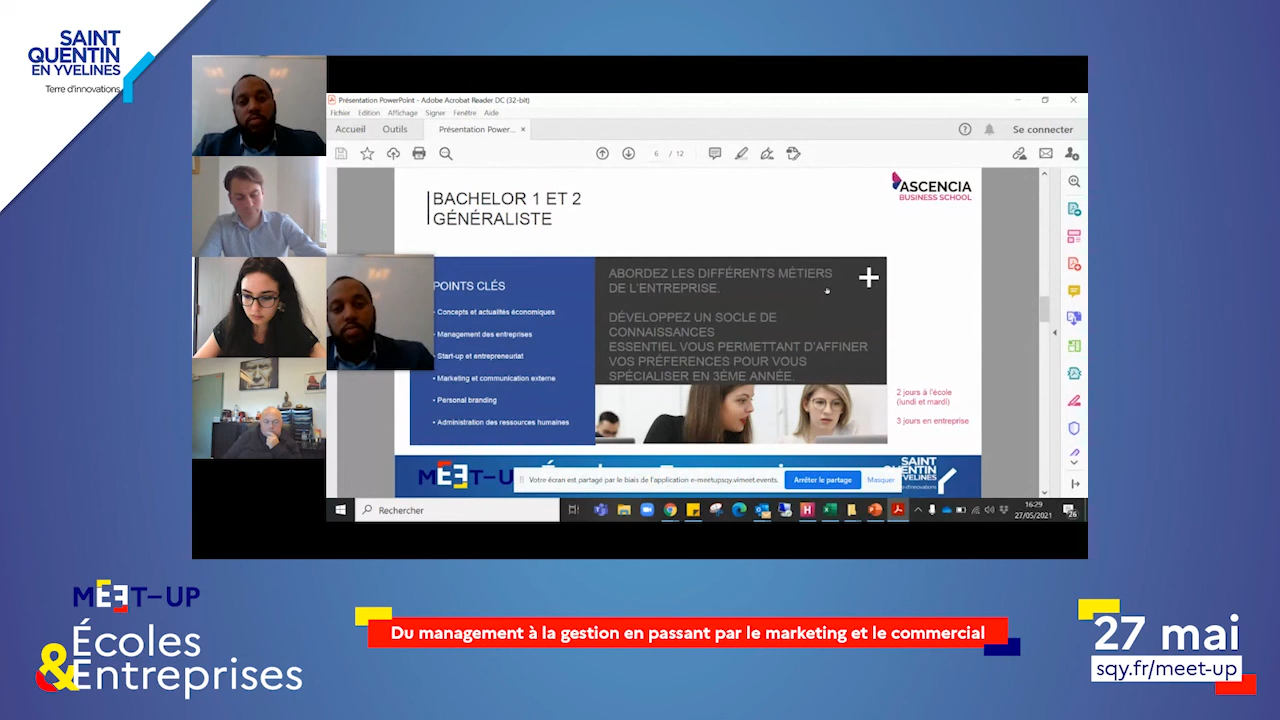 SAINT
QUENTIN
EN YVELINES
Terre d'innovations
Présentation PowerPoint - Adobe Acrobat Reader DC (32-bit)
Fichier Edition Affichage Signer Fenêtre Aide
Accueil Outils Présentation Power... × Se connecter
6 / 12
BACHELOR 1 ET 2
GÉNÉRALISTE
ASCENCIA
BUSINESS SCHOOL
POINTS CLÉS
• Concepts et actualités économiques
• Management des entreprises
• Start-up et entrepreneuriat
• Marketing et communication externe
• Personal branding
• Administration des ressources humaines
ABORDEZ LES DIFFÉRENTS MÉTIERS
DE L'ENTREPRISE.
DÉVELOPPEZ UN SOCLE DE
CONNAISSANCES
ESSENTIEL VOUS PERMETTANT D'AFFINER
VOS PRÉFERENCES POUR VOUS
SPÉCIALISER EN 3ÈME ANNÉE.
2 jours à l'école
(lundi et mardi)
3 jours en entreprise
MEET-U
SAINT
QUENTIN
YVELINES
e d'innovations
Votre écran est partagé par le biais de l'application e-meetupsqy.vimeet.events. Arrêter le partage Masquer
Rechercher
16:29
27/05/2021
26
MEET-UP
Écoles
&Entreprises
Du management à la gestion en passant par le marketing et le commercial
27 mai
sqy.fr/meet-up